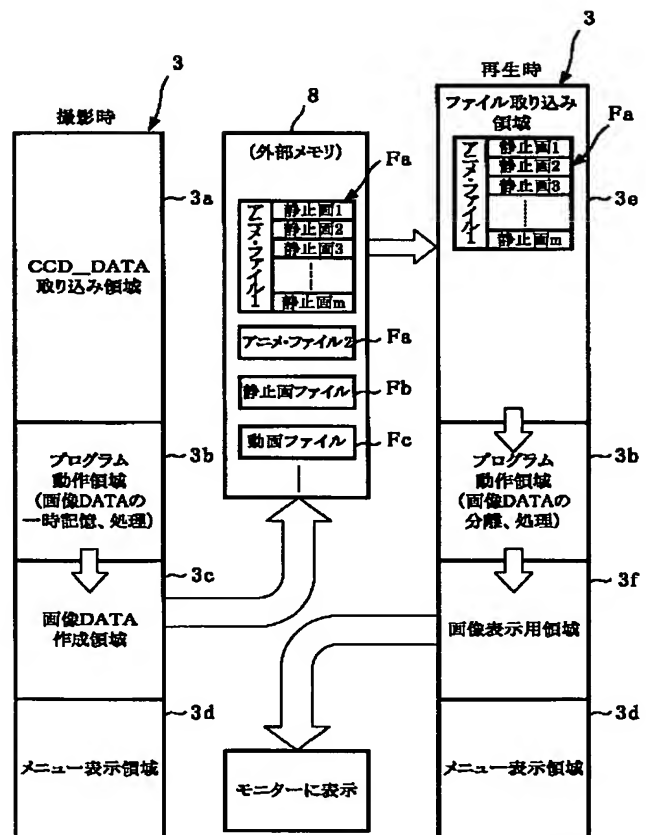 撮影時
3
3a
CCD__DATA
取り込み領域
3b
プログラム
動作領域
(画像DATAの
一時記憶、処理)
3c
画像DATA
作成領域
3d
メニュー表示領域
8
(外部メモリ)
Fa
アニメ・ファイル1
静止画1
静止画2
静止画3
静止画m
アニメ・ファイル2
Fa
静止画ファイル
Fb
動画ファイル
Fc
モニターに表示
再生時
3
ファイル取り込み
領域
Fa
アニメ・ファイル1
静止画1
静止画2
静止画3
静止画m
3e
プログラム
動作領域
(画像DATAの
分離、処理)
3b
3f
画像表示用領域
3d
メニュー表示領域